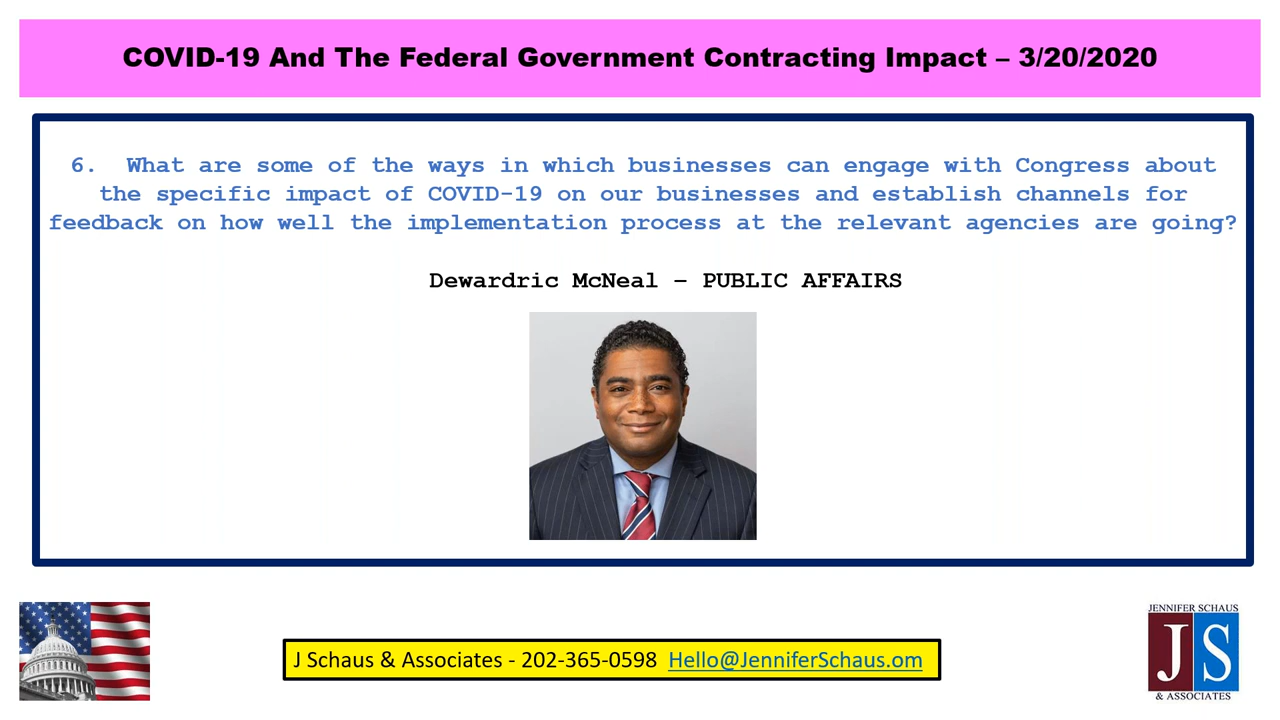 COVID-19 And The Federal Government Contracting Impact – 3/20/2020
6. What are some of the ways in which businesses can engage with Congress about
the specific impact of COVID-19 on our businesses and establish channels for
feedback on how well the implementation process at the relevant agencies are going?
Dewardric McNeal – PUBLIC AFFAIRS
J Schaus & Associates - 202-365-0598 Hello@JenniferSchaus.om
JENNIFER SCHAUS
JS
& ASSOCIATES